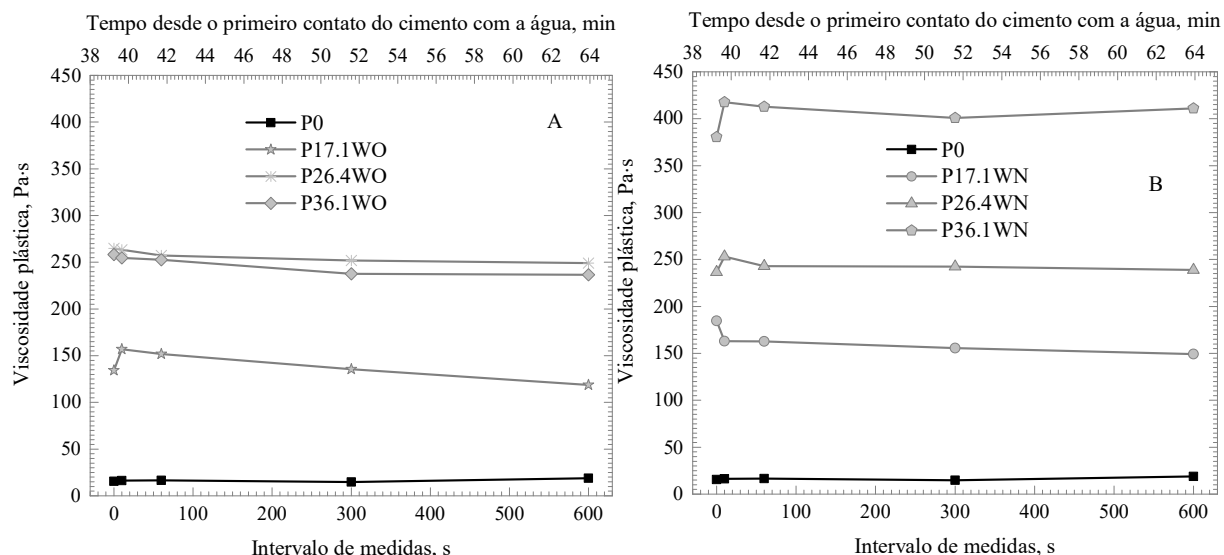 Tempo desde o primeiro contato do cimento com a água, min
38 40 42 44 46 48 50 52 54 56 58 60 62 64
450
400
350
300
250
200
150
100
50
0
Viscosidade plástica, Pa·s
A
P0
P17.1WO
P26.4WO
P36.1WO
0 100 200 300 400 500 600
Intervalo de medidas, s
Tempo desde o primeiro contato do cimento com a água, min
38 40 42 44 46 48 50 52 54 56 58 60 62 64
450
400
350
300
250
200
150
100
50
0
Viscosidade plástica, Pa·s
B
P0
P17.1WN
P26.4WN
P36.1WN
0 100 200 300 400 500 600
Intervalo de medidas, s